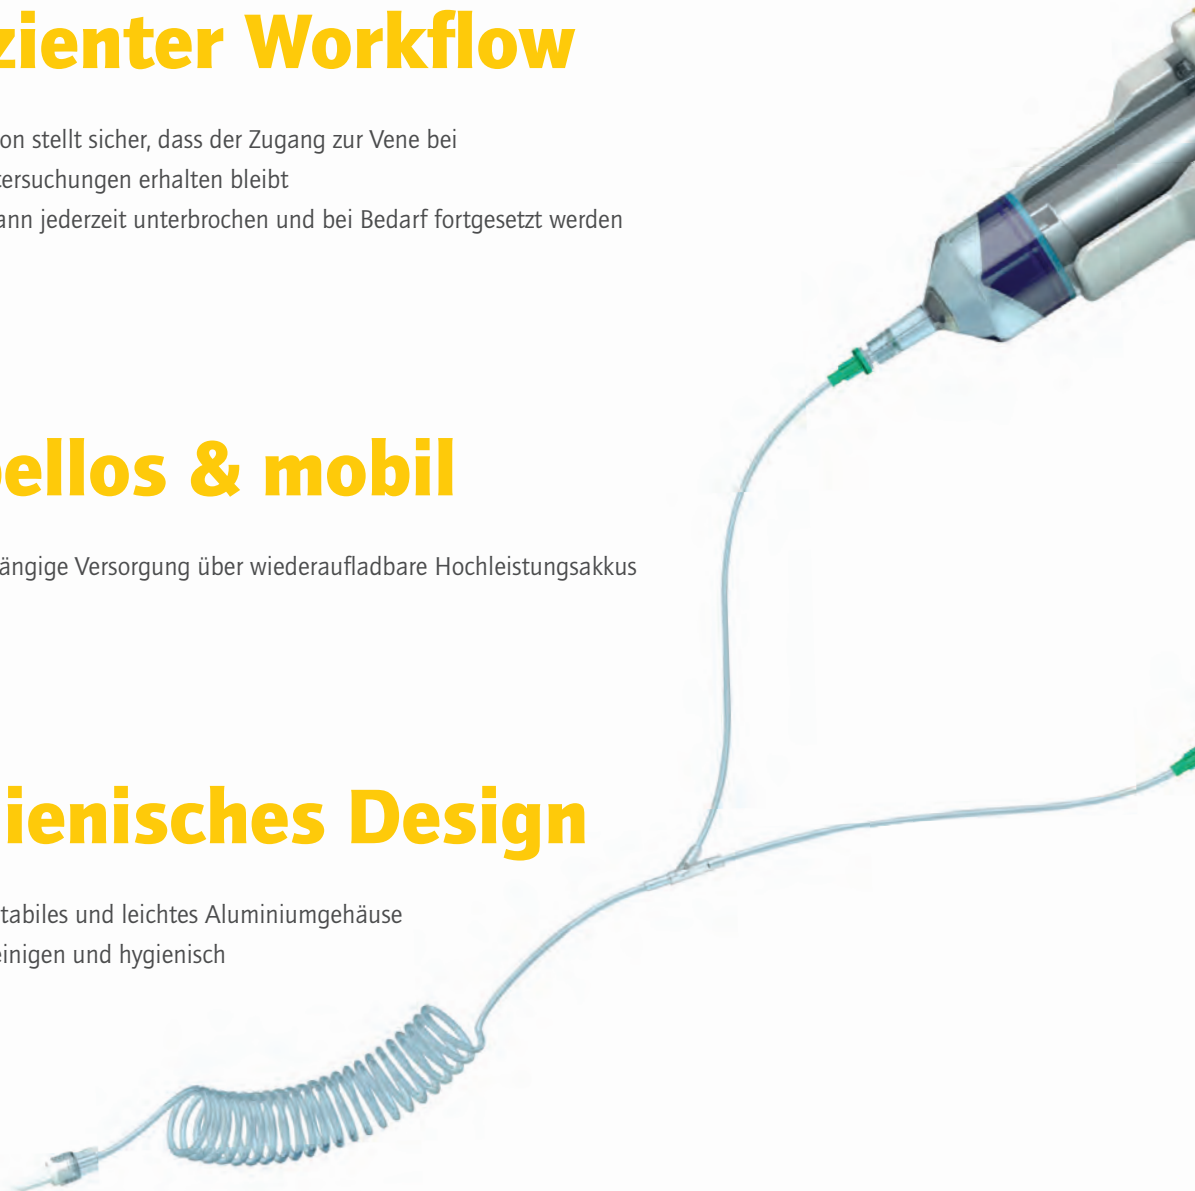 zienter Workflow
on stellt sicher, dass der Zugang zur Vene bei
tersuchungen erhalten bleibt
ann jederzeit unterbrochen und bei Bedarf fortgesetzt werden
bellos & mobil
ängige Versorgung über wiederaufladbare Hochleistungsakkus
ienisches Design
tabiles und leichtes Aluminiumgehäuse
einigen und hygienisch